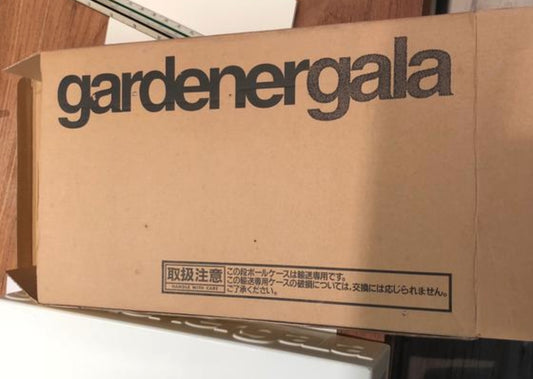 gardenergala
取扱注意
HANDLE WITH CARE
この段ボールケースは輸送専用です。
この輸送専用ケースの破損については、交換には応じられません。
ご了承ください。